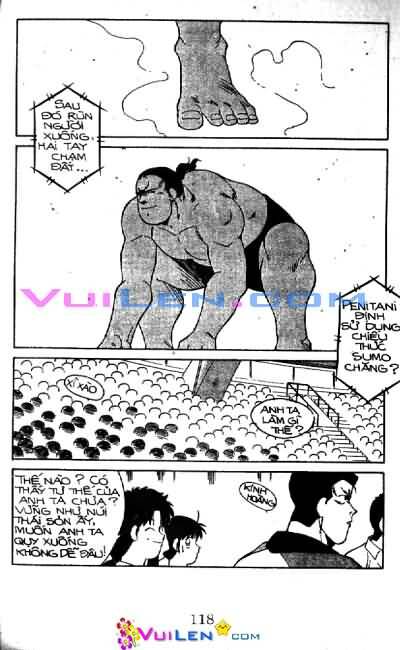 SAU
ĐÓ RÙN
NGƯỜI
XUỐNG.
HAI TAY
CHẠM
ĐẤY...
VUILEN.COM
PENITANI
ĐỊNH
SỬ DỤNG
CHIÊU
THỨC
SUMO
CHĂNG?
XÌ XÀO
ANH TA
LÀM GÌ
THẾ?
THẾ NÀO? CÓ
THẤY TƯ THẾ CỦA
ANH TA CHƯA?
VỮNG NHƯ NÚI
THÁI SƠN ẤY,
MUỐN ANH TA
QUỴ XUỐNG
KHÔNG DỄ ĐÂU!
KINH
HOÀNG
118
VUILEN.COM